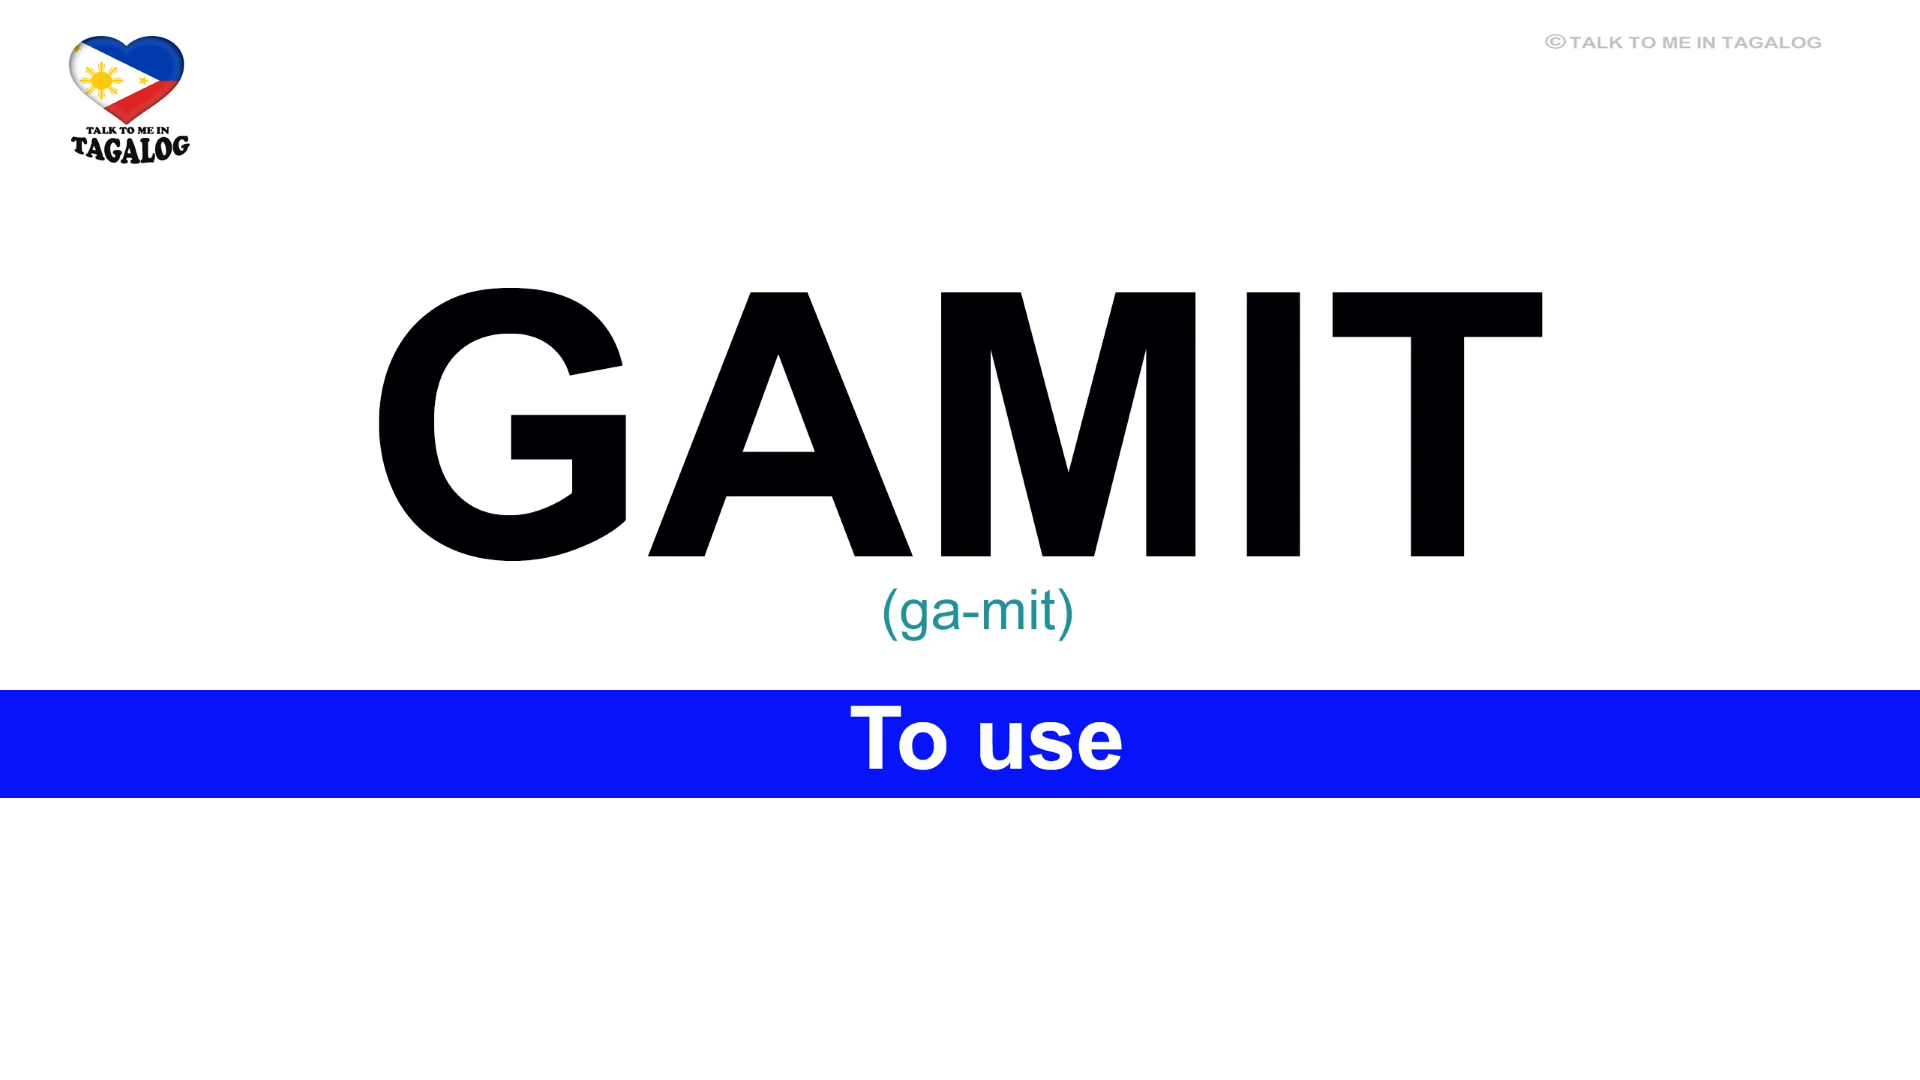 TALK TO ME IN
TAGALOG
©TALK TO ME IN TAGALOG
GAMIT
(ga-mit)
To use